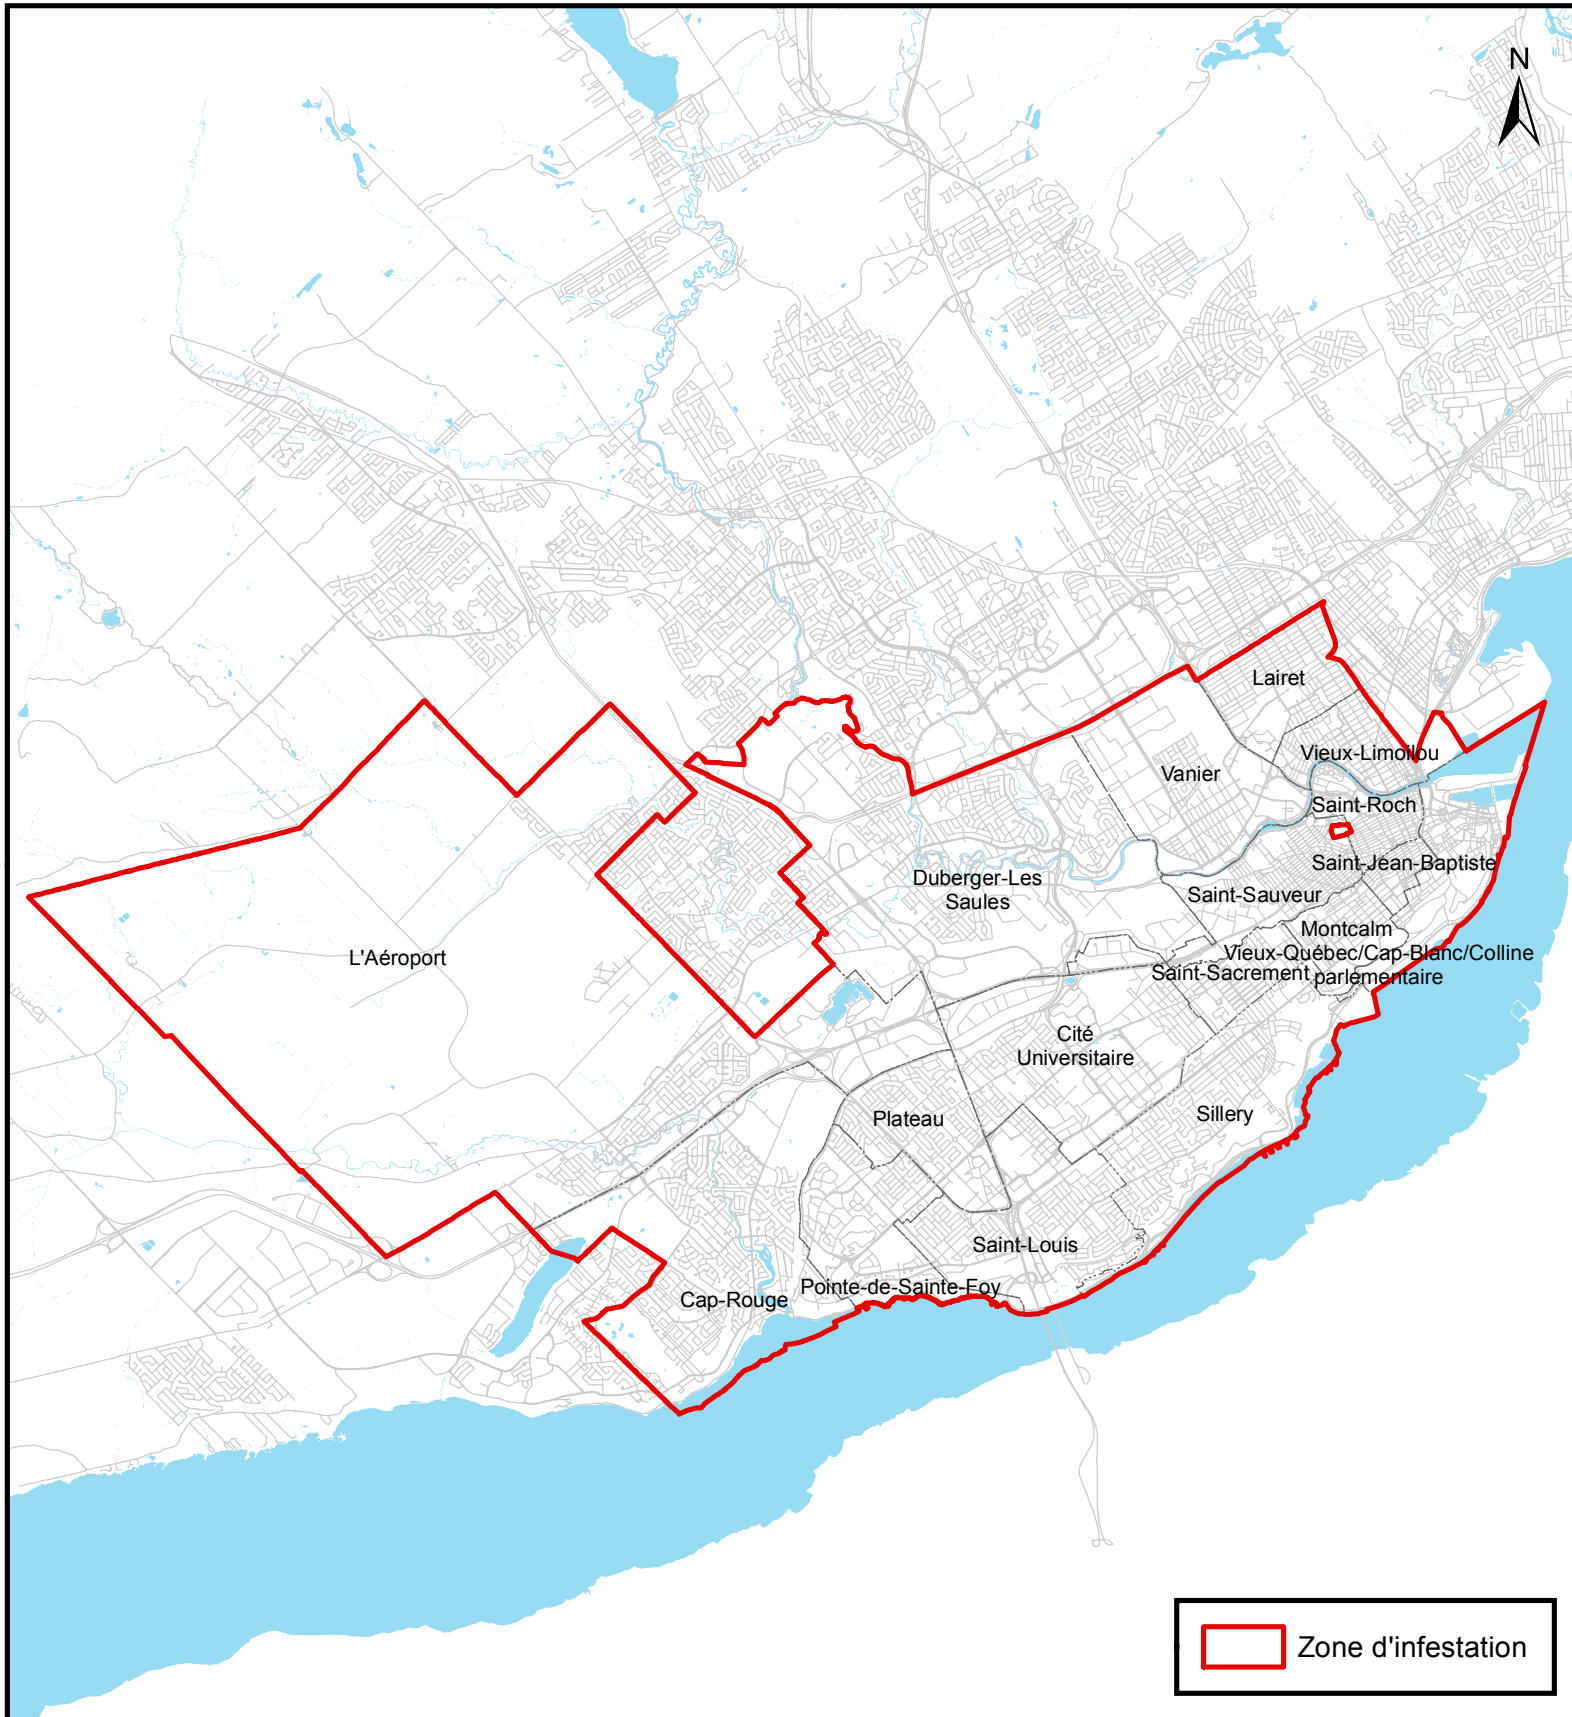 N
Lairet
Vieux-Limoilou
Vanier
Saint-Roch
Saint-Jean-Baptiste
Duberger-Les
Saules
Saint-Sauveur
Montcalm
L'Aéroport
Vieux-Québec/Cap-Blanc/Colline
parlementaire
Saint-Sacrement
Cité
Universitaire
Plateau
Sillery
Saint-Louis
Pointe-de-Sainte-Foy
Cap-Rouge
Zone d'infestation